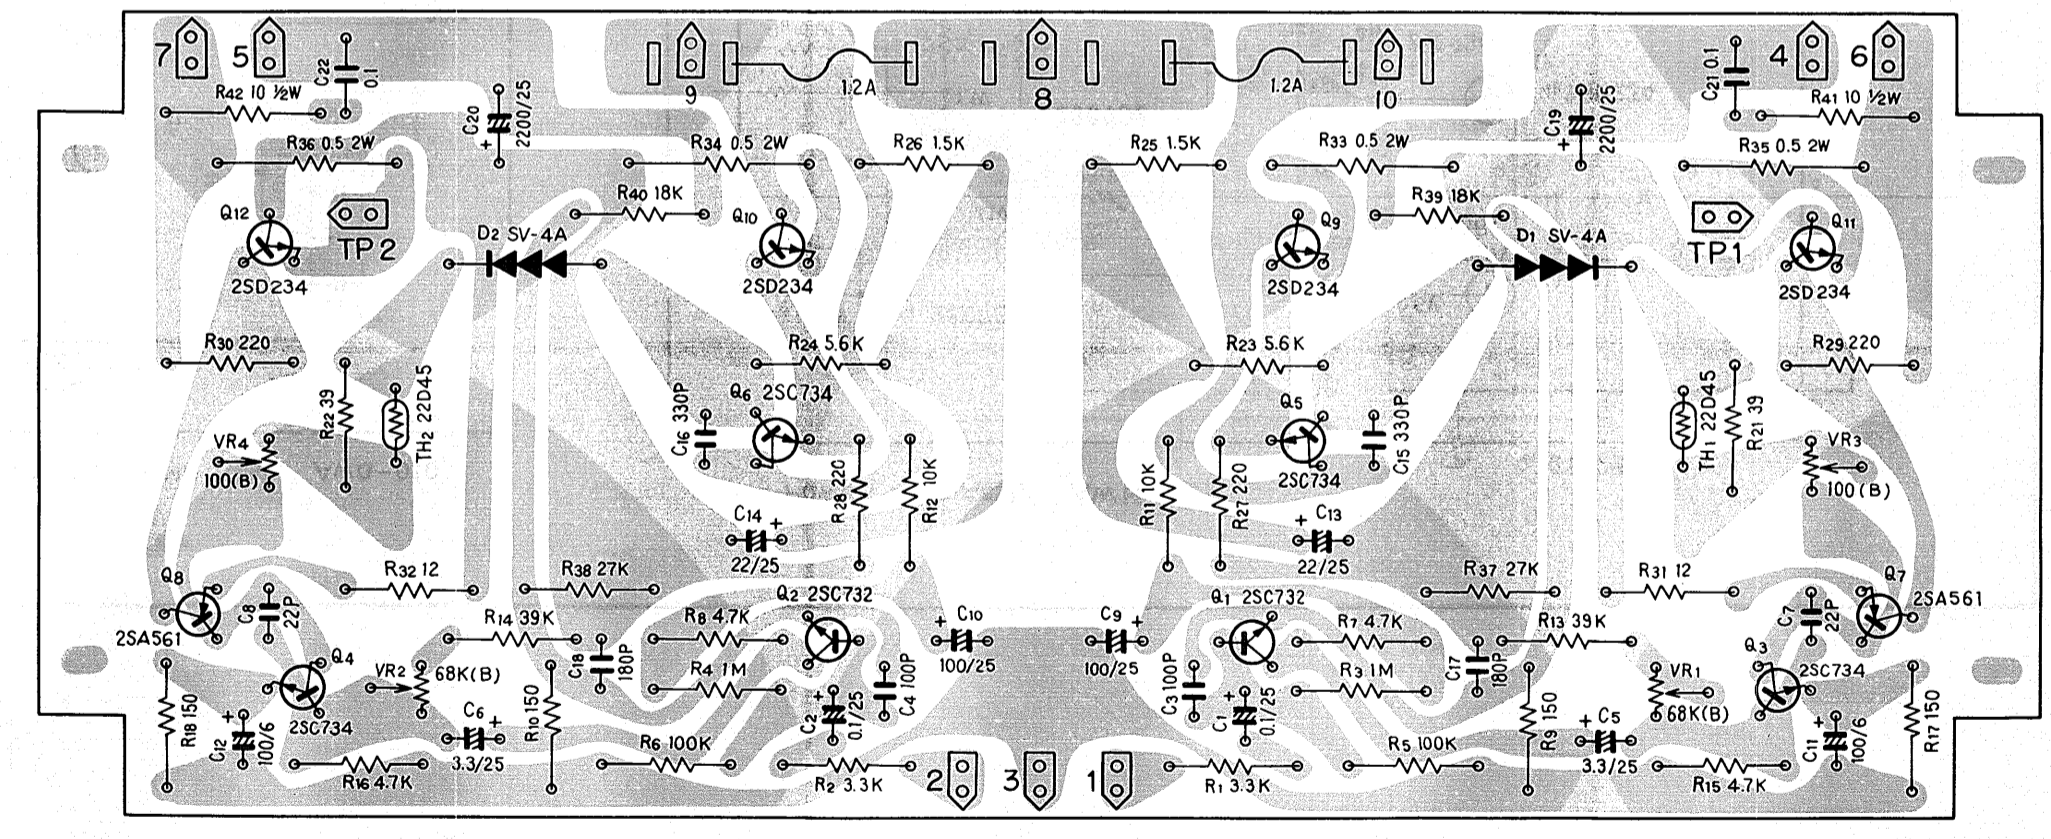 7 5 C22 0.1 9 1.2A 8 1.2A 10 C21 0.1 4 6
R42 10 ½W C20 2200/25 + C19 2200/25 + R41 10 ½W
R36 0.5 2W R34 0.5 2W R26 1.5K R25 1.5K R33 0.5 2W R35 0.5 2W
R40 18K R39 18K
Q12 TP2 D2 SV-4A Q10 Q9 D1 SV-4A TP1 Q11
2SD234 2SD234 2SD234 2SD234
R30 220 R24 5.6K R23 5.6K R29 220
R22 39 TH2 22D45 Q6 2SC734 C16 330P Q5 2SC734 C15 330P TH1 22D45 R21 39
VR4 100(B) R28 220 R12 10K R11 10K R27 220 VR3 100(B)
C14 + 22/25 + C13 22/25
Q8 R32 12 R38 27K Q2 2SC732 Q1 2SC732 R37 27K R31 12 Q7
2SA561 C8 22P R14 39K R8 4.7K C10 + 100/25 C9 + 100/25 R7 4.7K R13 39K C7 22P 2SA561
Q4 2SC734 VR2 68K(B) C18 180P R4 1M C4 100P C3 100P R3 1M C17 180P VR1 68K(B) Q3 2SC734
R18 150 C12 + 100/6 C6 + 3.3/25 R10 150 C2 + 0.1/25 C1 + 0.1/25 R9 150 + C5 3.3/25 C11 + 100/6 R17 150
R16 4.7K R6 100K R2 3.3K 2 3 1 R1 3.3K R5 100K R15 4.7K